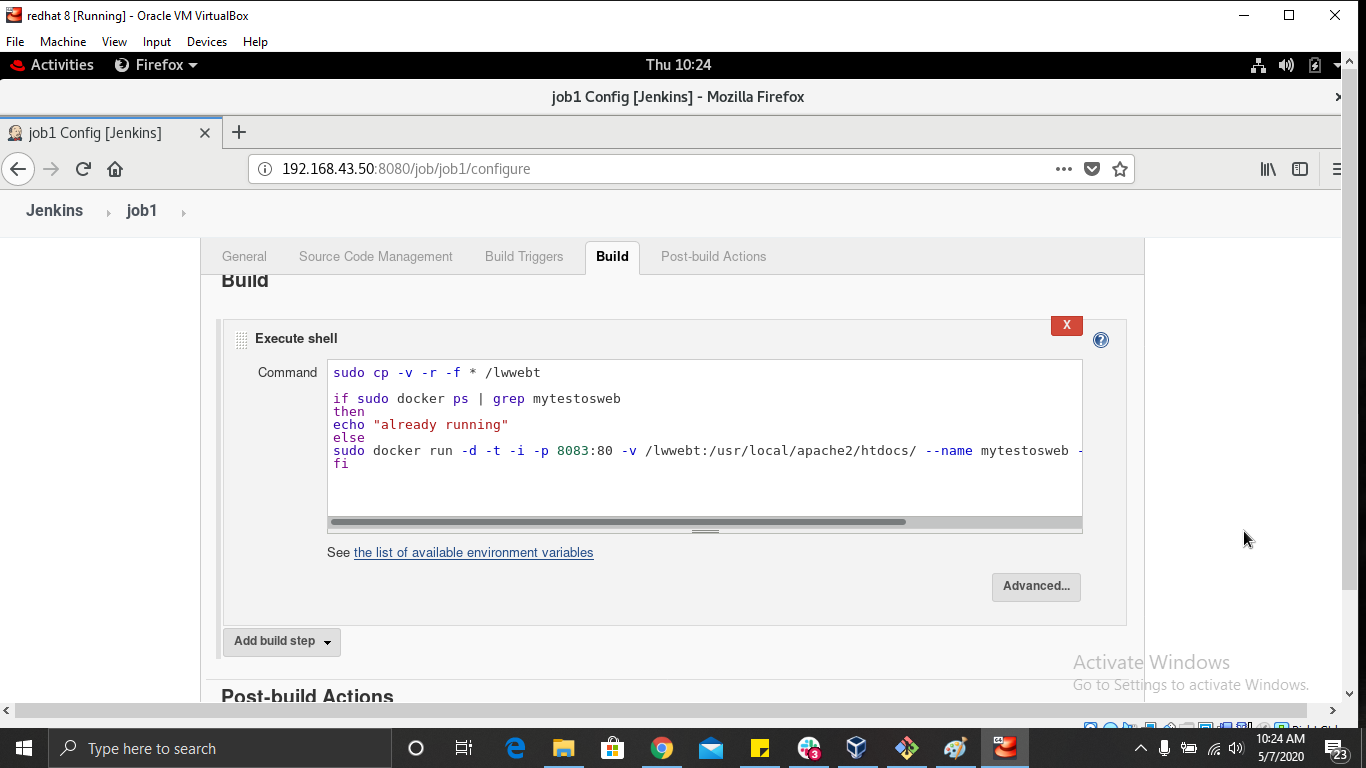 redhat 8 [Running] - Oracle VM VirtualBox
File Machine View Input Devices Help
Activities Firefox Thu 10:24
job1 Config [Jenkins] - Mozilla Firefox
job1 Config [Jenkins]
192.168.43.50:8080/job/job1/configure
Jenkins job1
General Source Code Management Build Triggers Build Post-build Actions
Build
X
Execute shell
Command
sudo cp -v -r -f * /lwwebt
if sudo docker ps | grep mytestosweb
then
echo "already running"
else
sudo docker run -d -t -i -p 8083:80 -v /lwwebt:/usr/local/apache2/htdocs/ --name mytestosweb -
fi
See the list of available environment variables
Advanced...
Add build step
Post-build Actions
Activate Windows
Go to Settings to activate Windows.
Type here to search
3
10:24 AM
5/7/2020
23